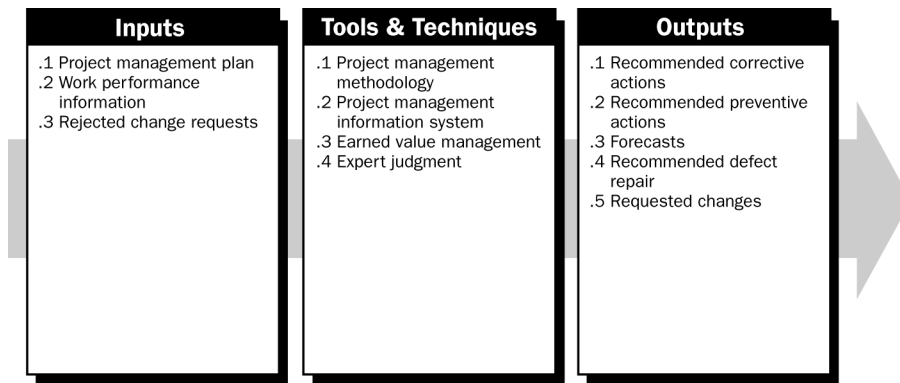 Inputs
.1 Project management plan
.2 Work performance
information
.3 Rejected change requests
Tools & Techniques
.1 Project management
methodology
.2 Project management
information system
.3 Earned value management
.4 Expert judgment
Outputs
.1 Recommended corrective
actions
.2 Recommended preventive
actions
.3 Forecasts
.4 Recommended defect
repair
.5 Requested changes